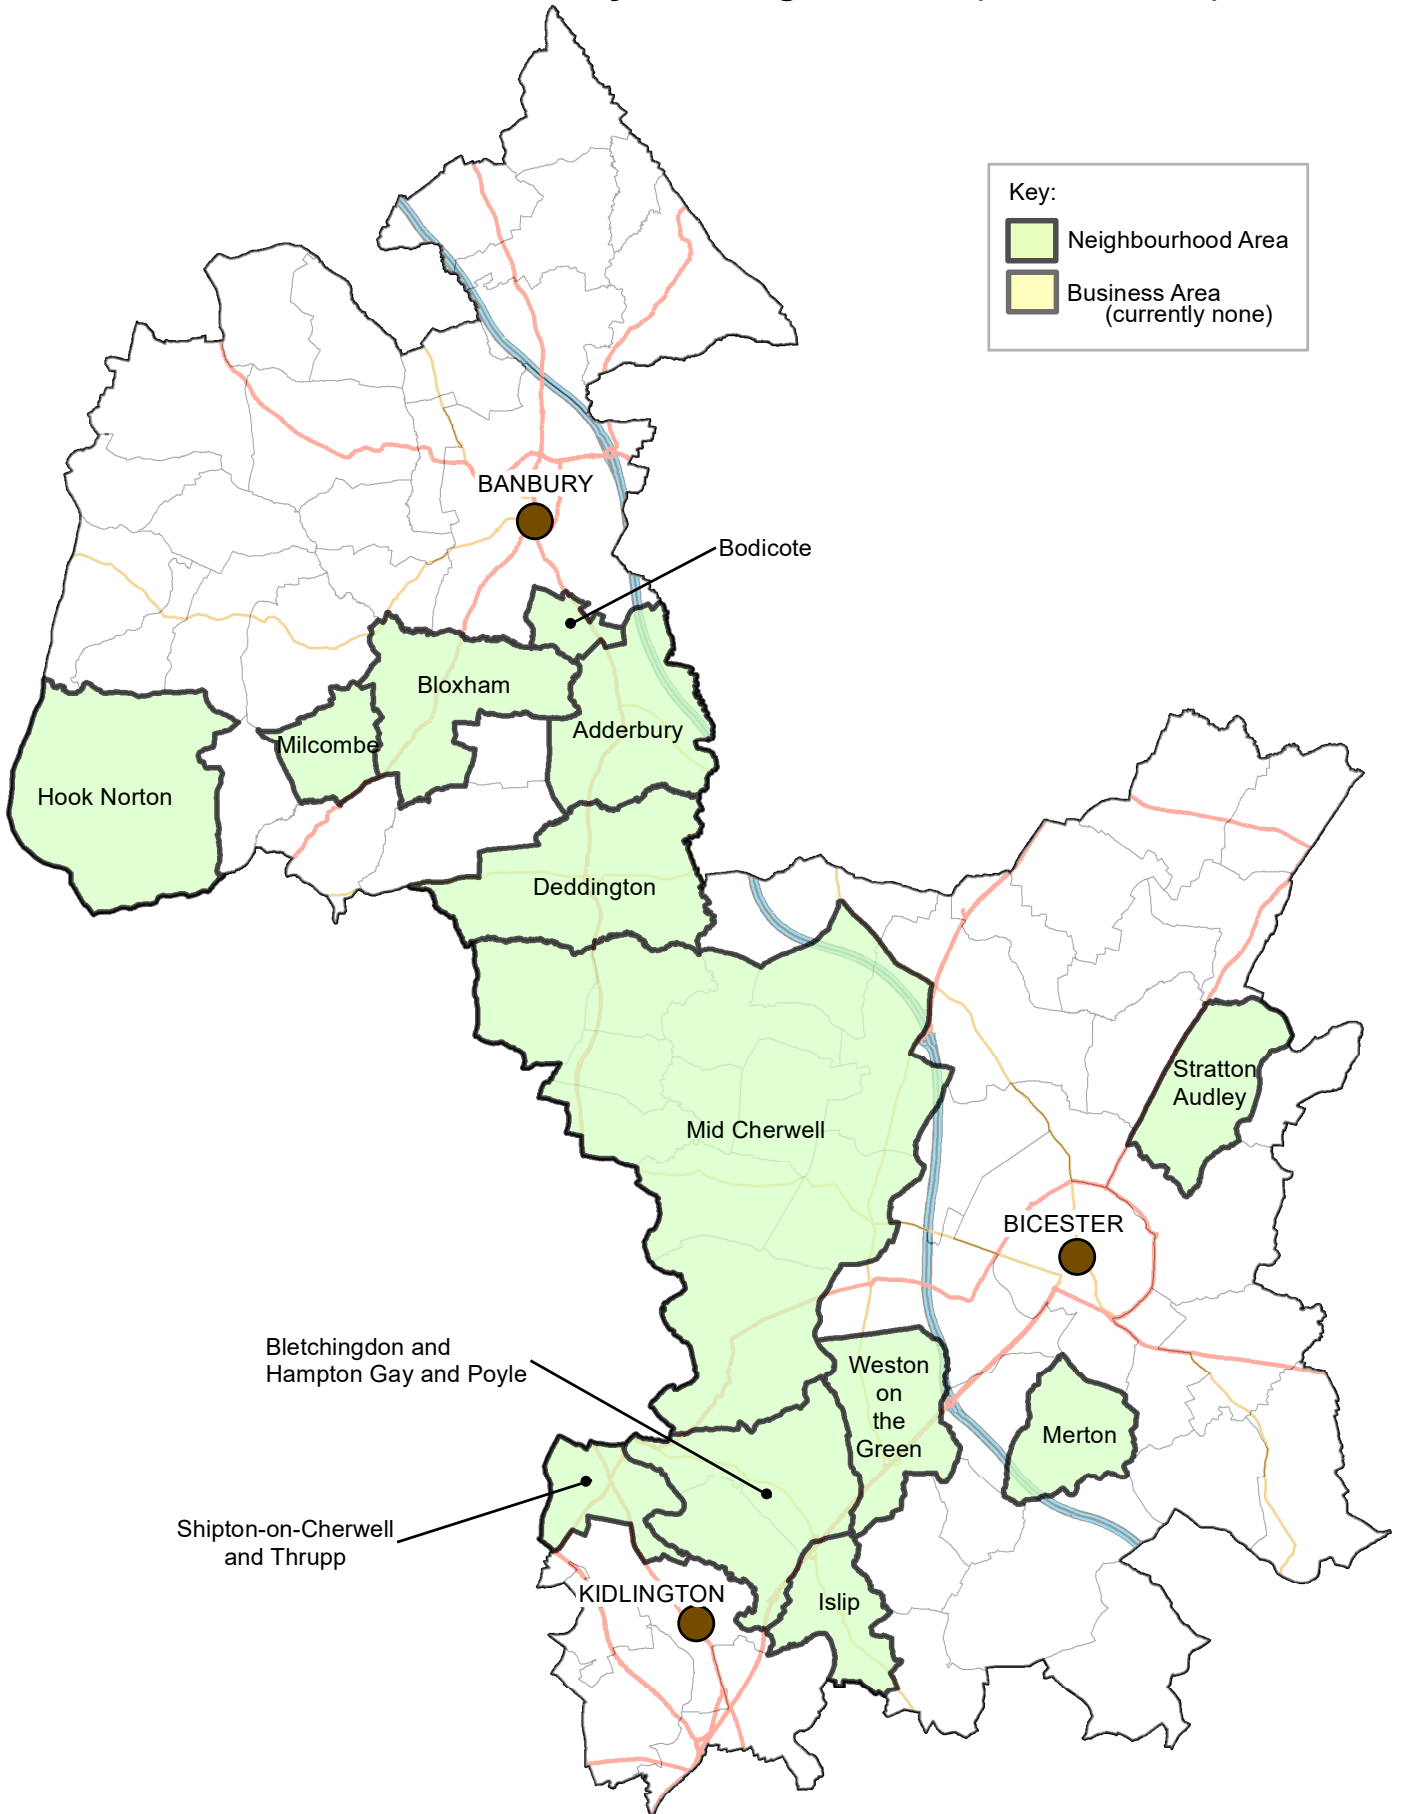 Key:
Neighbourhood Area
Business Area
(currently none)
BANBURY
Bodicote
Bloxham
Adderbury
Milcombe
Hook Norton
Deddington
Stratton
Audley
Mid Cherwell
BICESTER
Bletchingdon and
Hampton Gay and Poyle
Weston
on
the
Green
Merton
Shipton-on-Cherwell
and Thrupp
KIDLINGTON
Islip